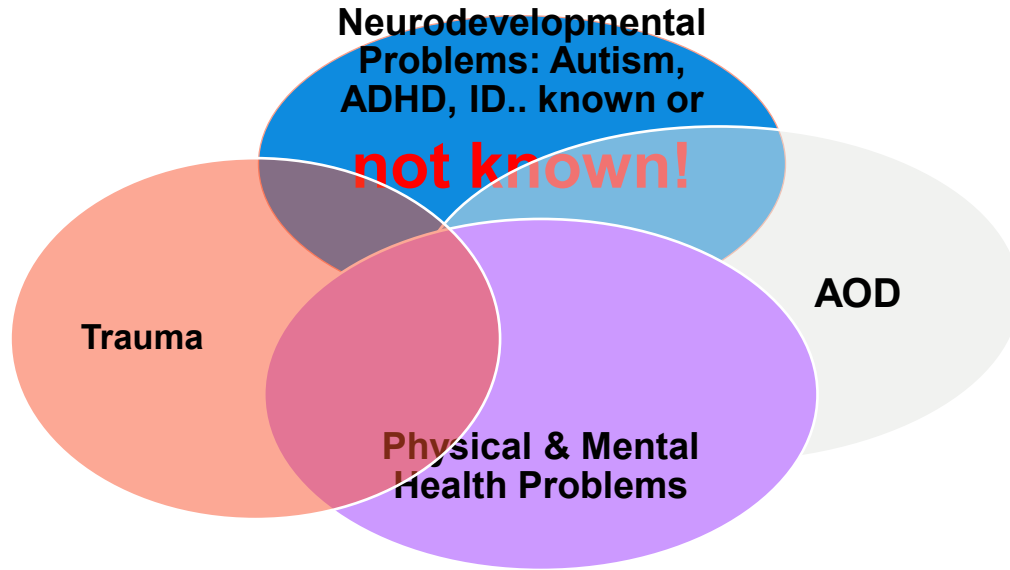 Neurodevelopmental
Problems: Autism,
ADHD, ID.. known or
not known!
AOD
Trauma
Physical & Mental
Health Problems